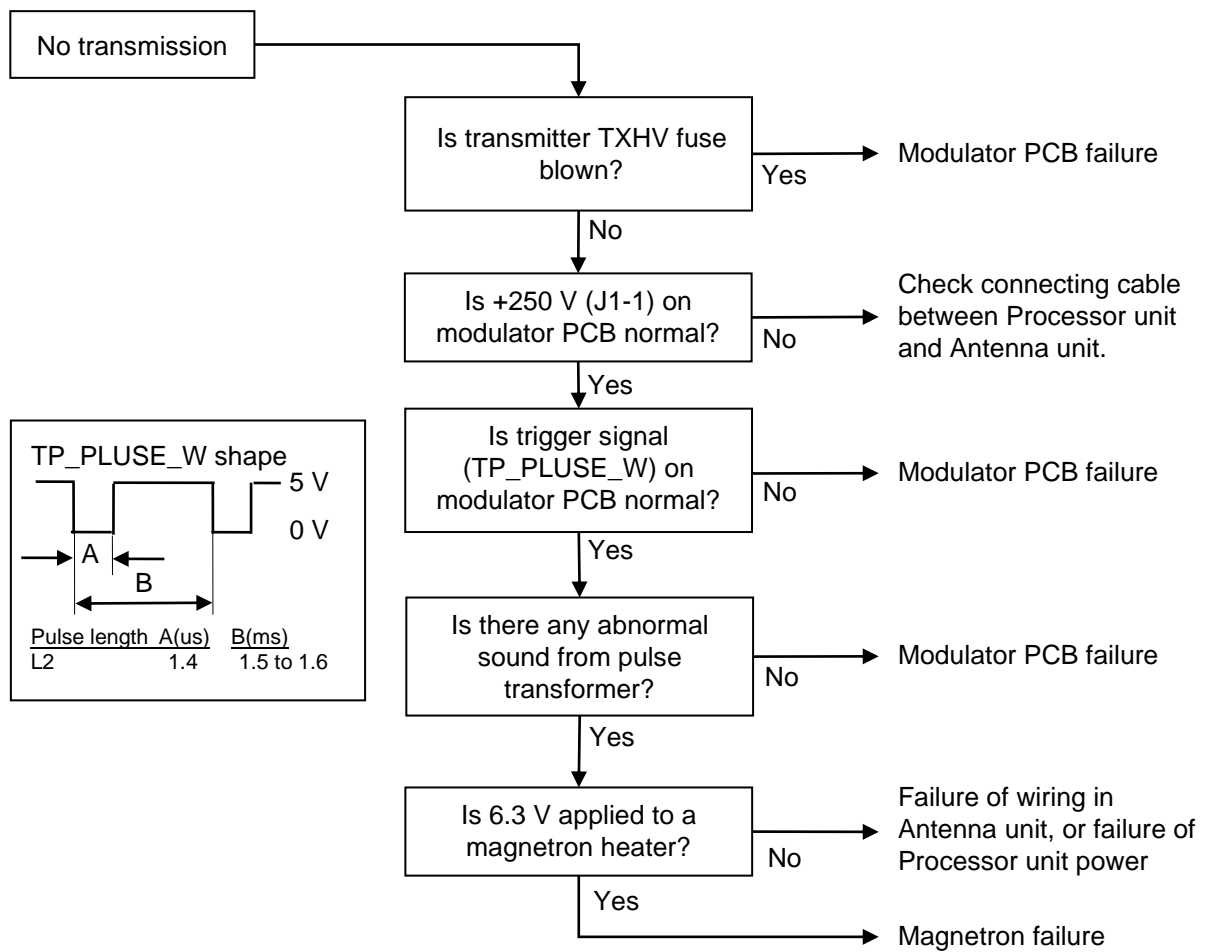 No transmission
Is transmitter TXHV fuse
blown?
Yes
Modulator PCB failure
No
Is +250 V (J1-1) on
modulator PCB normal?
No
Check connecting cable
between Processor unit
and Antenna unit.
Yes
Is trigger signal
(TP_PLUSE_W) on
modulator PCB normal?
No
Modulator PCB failure
Yes
TP_PLUSE_W shape
5 V
0 V
A
B
Pulse length A(us) B(ms)
L2 1.4 1.5 to 1.6
Is there any abnormal
sound from pulse
transformer?
No
Modulator PCB failure
Yes
Is 6.3 V applied to a
magnetron heater?
No
Failure of wiring in
Antenna unit, or failure of
Processor unit power
Yes
Magnetron failure